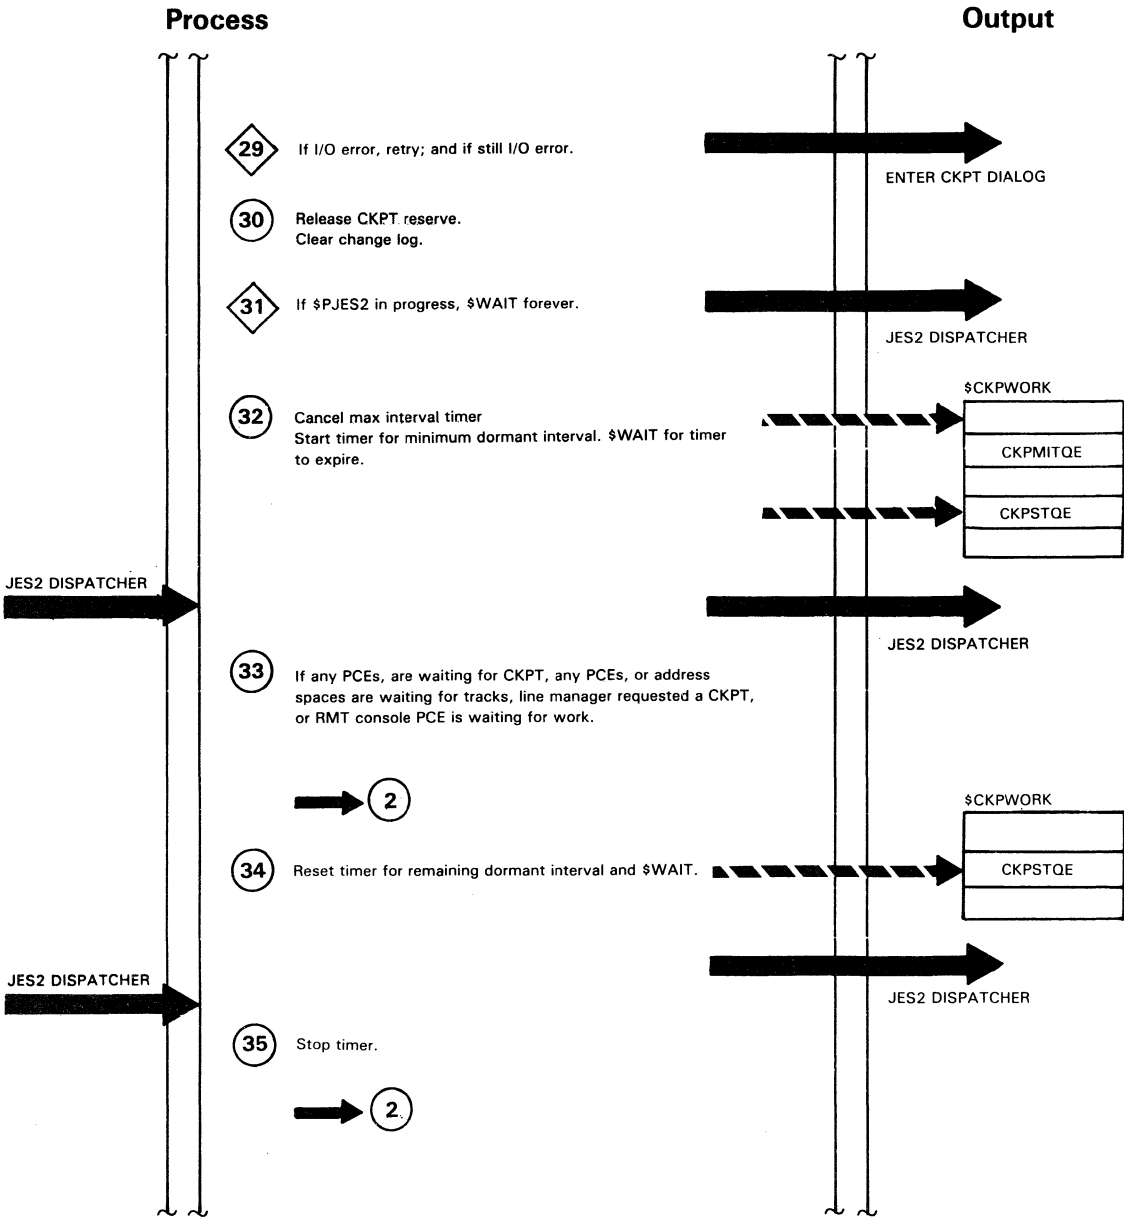 Process
Output
29
If I/O error, retry; and if still I/O error.
ENTER CKPT DIALOG
30
Release CKPT reserve.
Clear change log.
31
If $PJES2 in progress, $WAIT forever.
JES2 DISPATCHER
$CKPWORK
32
Cancel max interval timer
Start timer for minimum dormant interval. $WAIT for timer
to expire.
CKPMITQE
CKPSTQE
JES2 DISPATCHER
JES2 DISPATCHER
33
If any PCEs, are waiting for CKPT, any PCEs, or address
spaces are waiting for tracks, line manager requested a CKPT,
or RMT console PCE is waiting for work.
2
$CKPWORK
34
Reset timer for remaining dormant interval and $WAIT.
CKPSTQE
JES2 DISPATCHER
JES2 DISPATCHER
35
Stop timer.
2